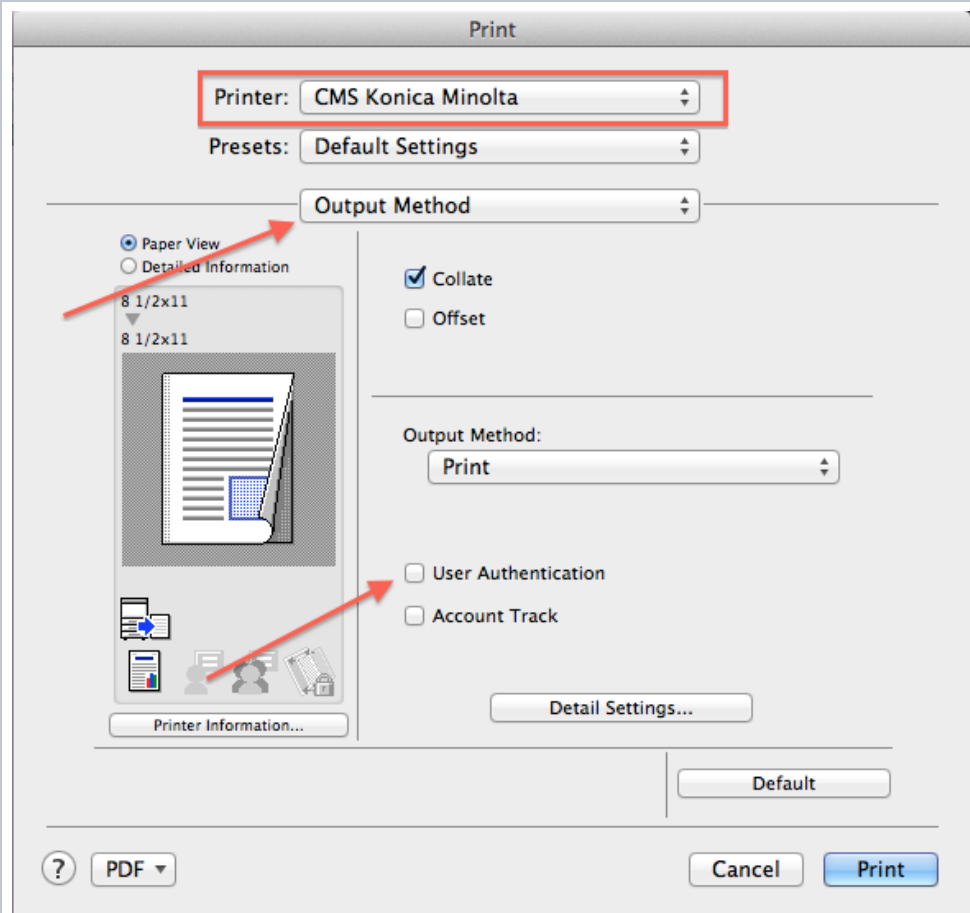 Print
Printer: CMS Konica Minolta
Presets: Default Settings
Output Method
Paper View
Detailed Information
8 1/2x11
8 1/2x11
Printer Information...
Collate
Offset
Output Method:
Print
User Authentication
Account Track
Detail Settings...
Default
? PDF Cancel Print